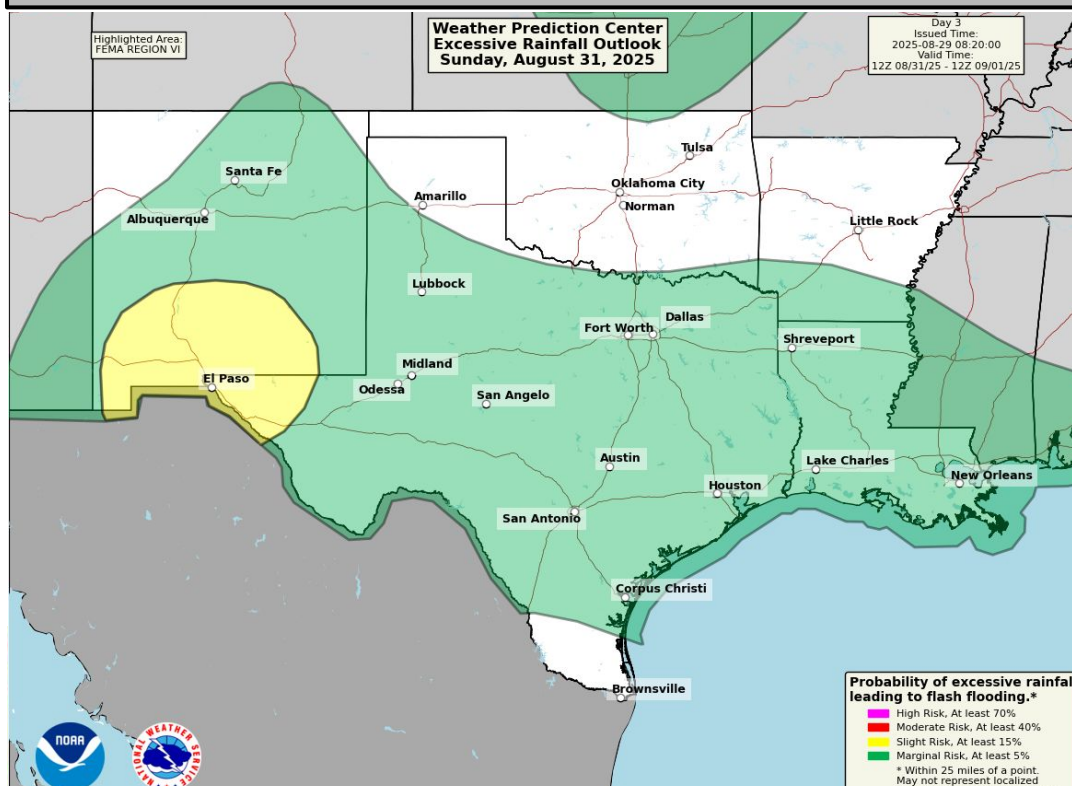 Weather Prediction Center
Excessive Rainfall Outlook
Sunday, August 31, 2025
Highlighted Area:
FEMA REGION VI
Day 3
Issued Time:
2025-08-29 08:20:00
Valid Time:
12Z 08/31/25 - 12Z 09/01/25
Tulsa
Santa Fe
Oklahoma City
Amarillo
Norman
Albuquerque
Little Rock
Lubbock
Dallas
Fort Worth
Shreveport
Midland
El Paso
Odessa
San Angelo
Austin
Lake Charles
New Orleans
Houston
San Antonio
Corpus Christi
Brownsville
Probability of excessive rainfal
leading to flash flooding.*
High Risk, At least 70%
Moderate Risk, At least 40%
Slight Risk, At least 15%
Marginal Risk, At least 5%
* Within 25 miles of a point.
May not represent localized
NOAA
NATIONAL WEATHER SERVICE